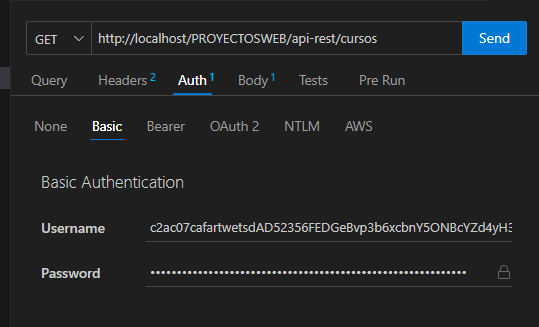 GET http://localhost/PROYECTOSWEB/api-rest/cursos Send
Query Headers 2 Auth 1 Body 1 Tests Pre Run
None Basic Bearer OAuth 2 NTLM AWS
Basic Authentication
Username c2ac07cafartwetsdAD52356FEDGeBvp3b6xcbnY5ONBcYZd4yH3
Password ••••••••••••••••••••••••••••••••••••••••••••••••••••••••••••